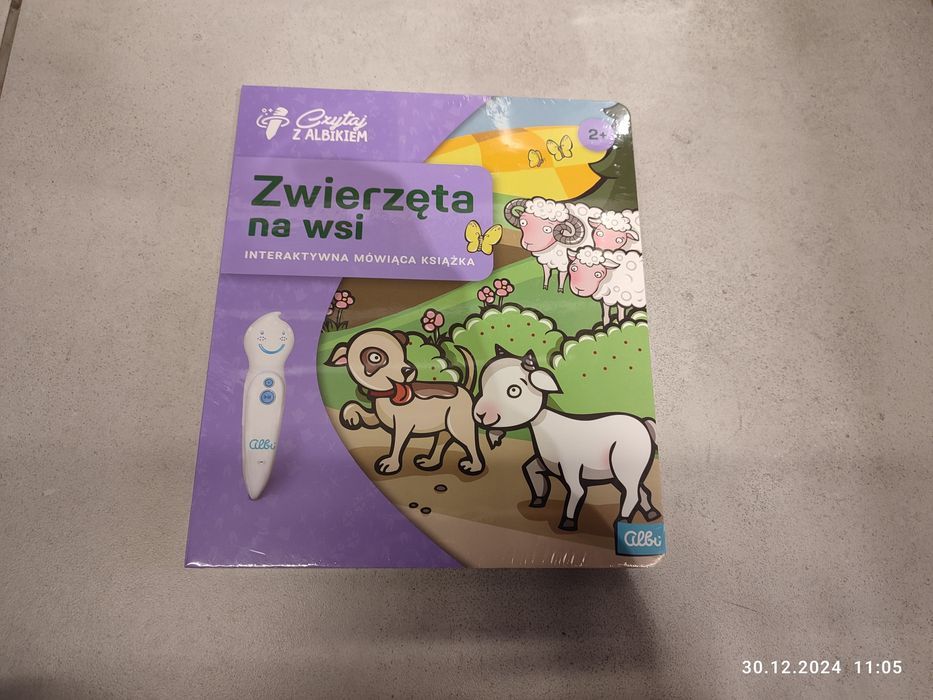 Czytaj
Z ALBIKIEM
2+
Zwierzęta
na wsi
INTERAKTYWNA MÓWIĄCA KSIĄŻKA
albi
albi
30.12.2024 11:05